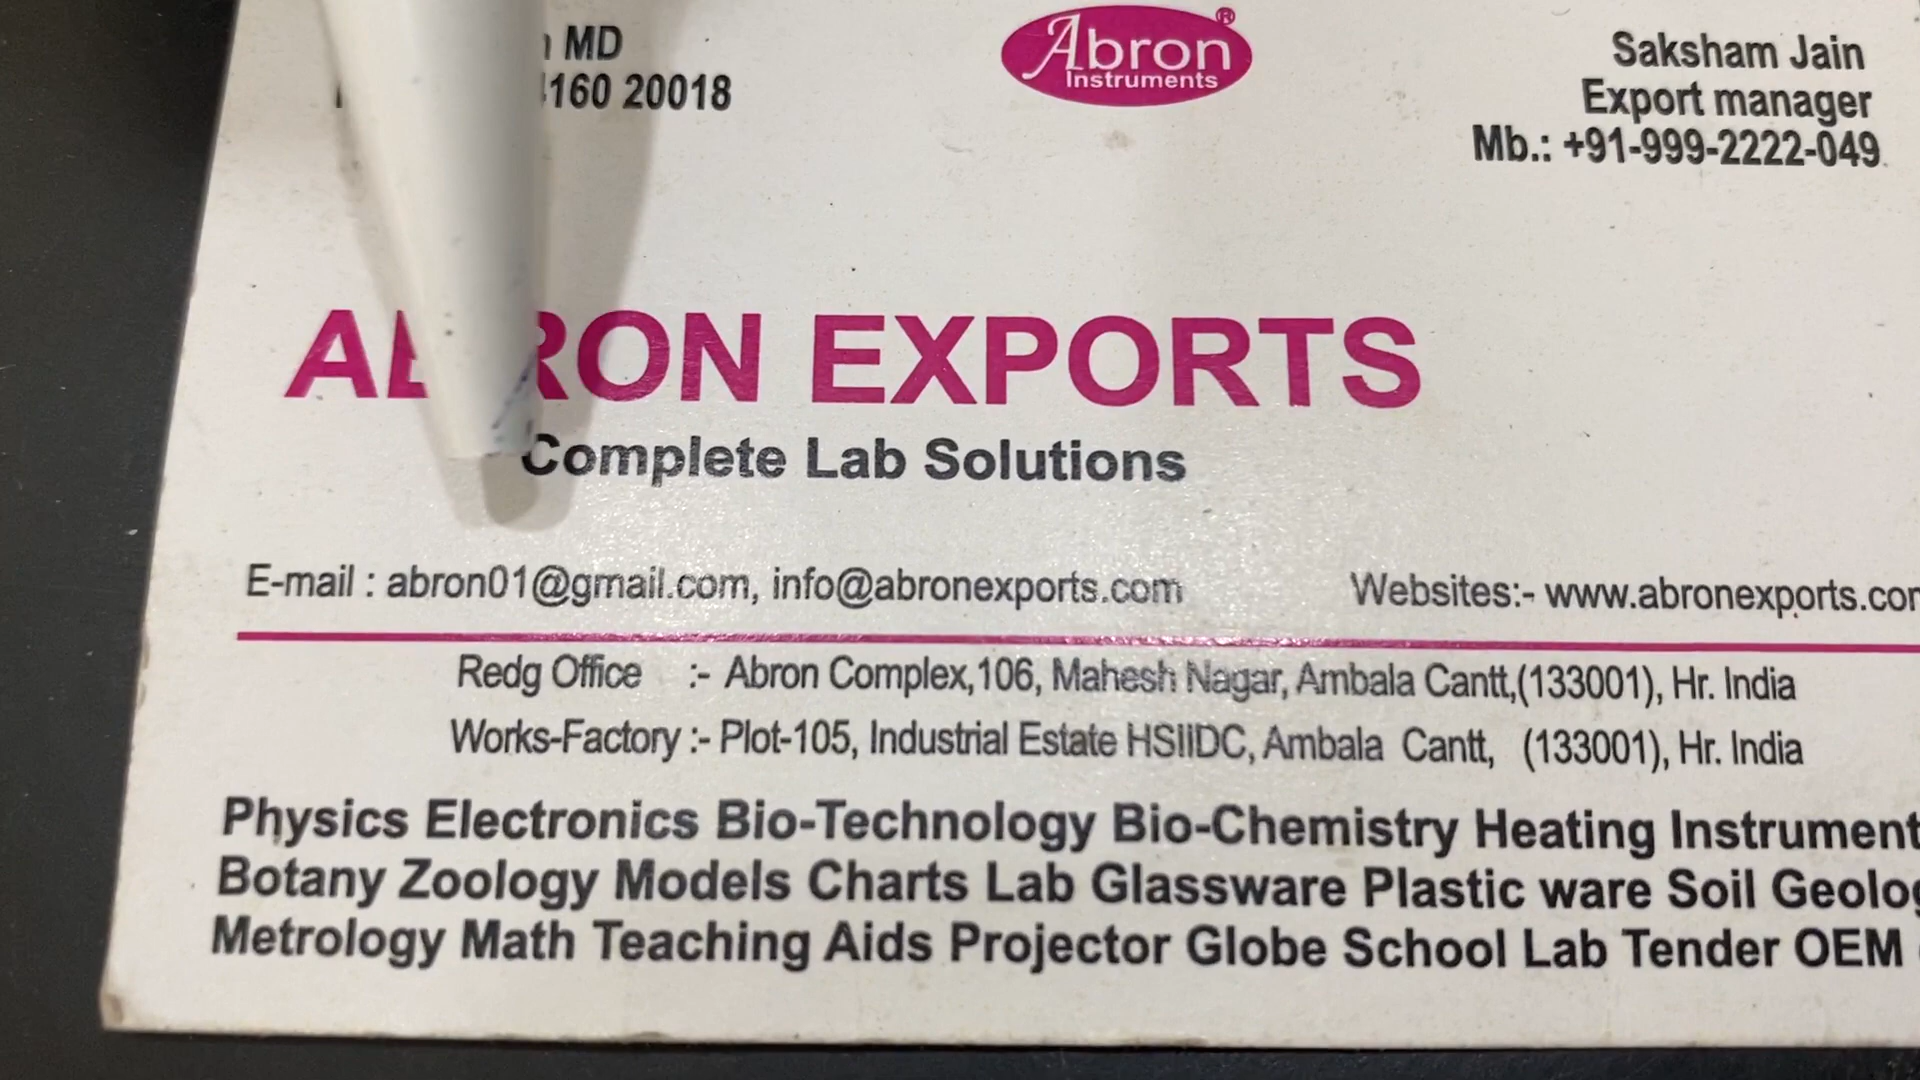 MD
160 20018
Abron®
Instruments
Saksham Jain
Export manager
Mb.: +91-999-2222-049
EXPORTS
Complete Lab Solutions
E-mail : abron01@gmail.com, info@abronexports.com
Websites:- www.abronexports.com
Redg Office :- Abron Complex,106, Mahesh Nagar, Ambala Cantt,(133001), Hr. India
Works-Factory :- Plot-105, Industrial Estate HSIIDC, Ambala Cantt, (133001), Hr. India
Physics Electronics Bio-Technology Bio-Chemistry Heating Instrument
Botany Zoology Models Charts Lab Glassware Plastic ware Soil
Metrology Math Teaching Aids Projector Globe School Lab Tender OEM